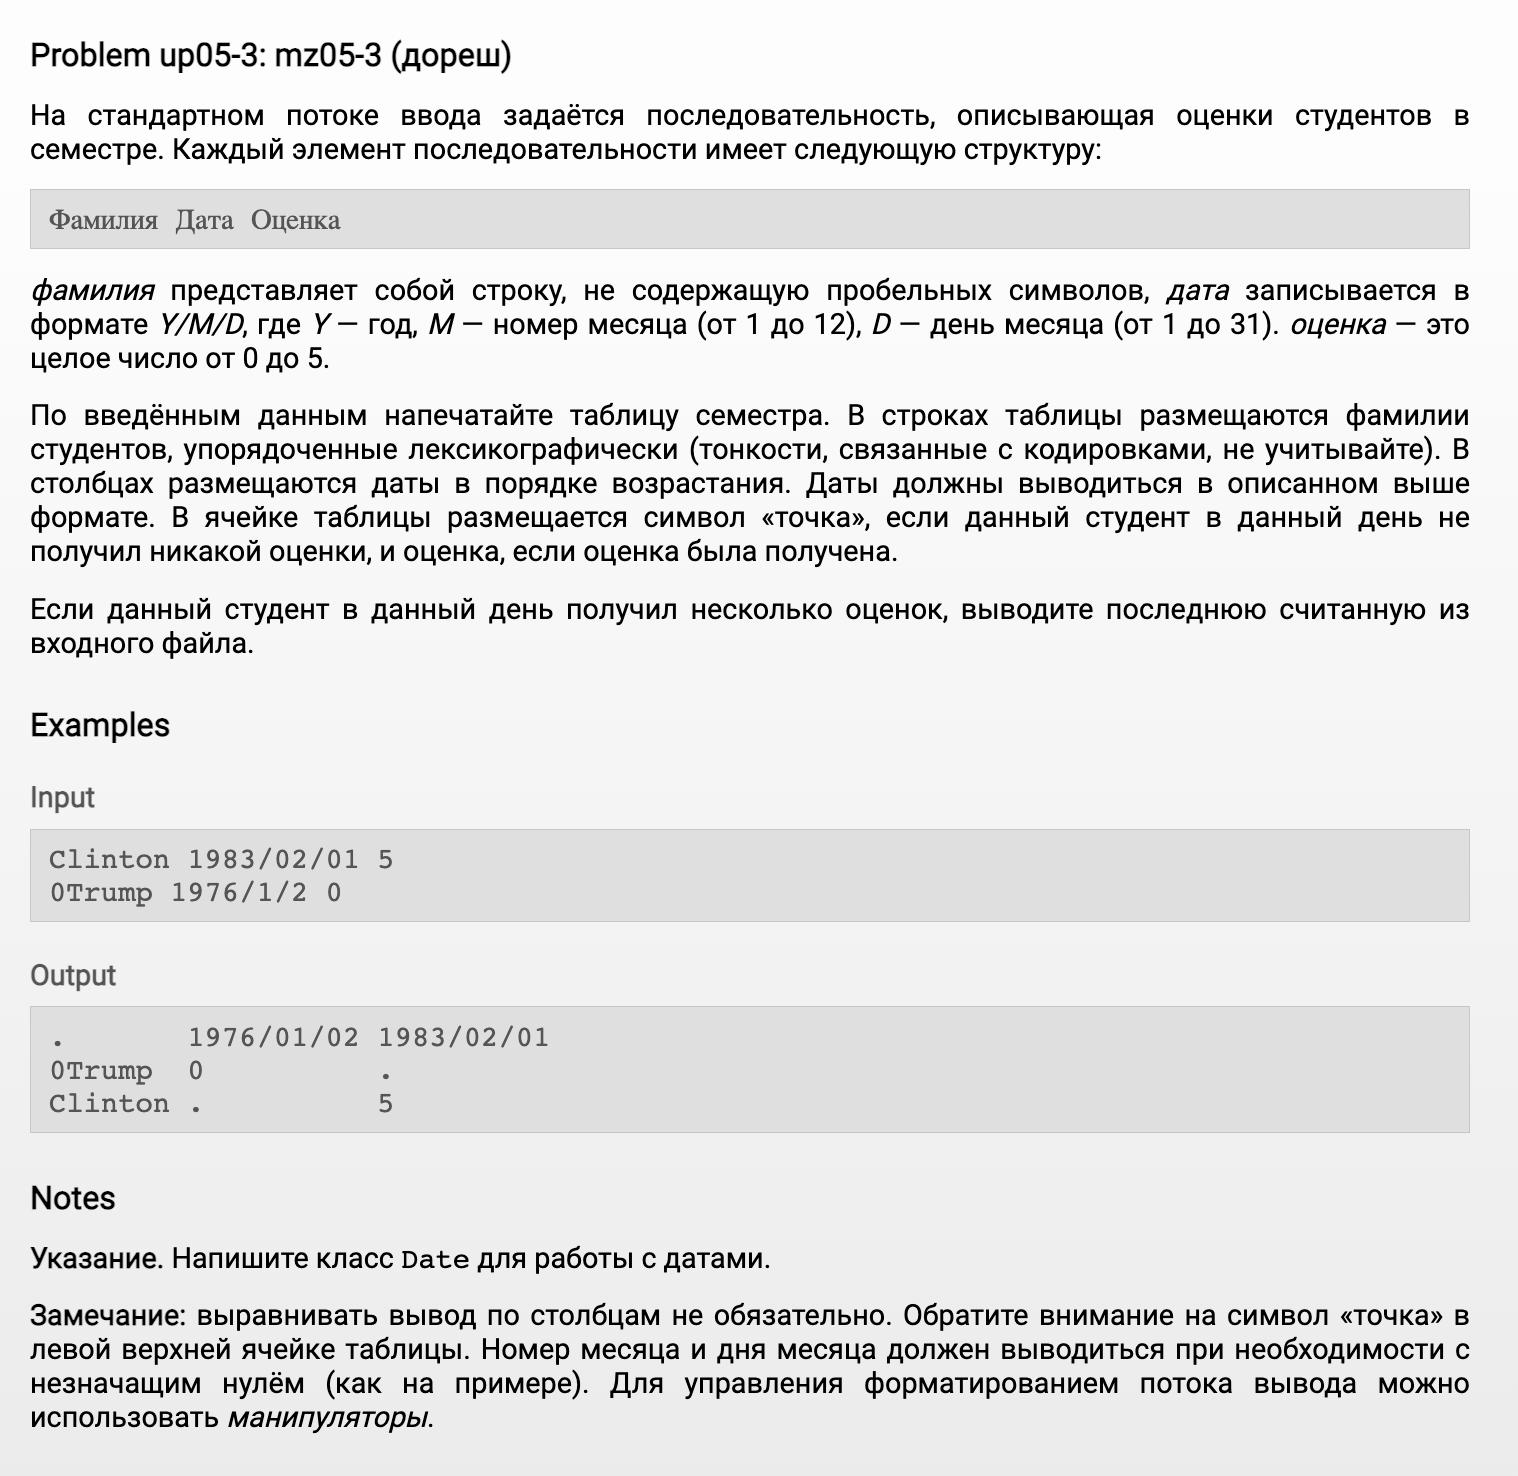 Problem up05-3: mz05-3 (дореш)
На стандартном потоке ввода задаётся последовательность, описывающая оценки студентов в
семестре. Каждый элемент последовательности имеет следующую структуру:
Фамилия Дата Оценка
фамилия представляет собой строку, не содержащую пробельных символов, дата записывается в
формате Y/M/D, где Y — год, M — номер месяца (от 1 до 12), D — день месяца (от 1 до 31). оценка — это
целое число от 0 до 5.
По введённым данным напечатайте таблицу семестра. В строках таблицы размещаются фамилии
студентов, упорядоченные лексикографически (тонкости, связанные с кодировками, не учитывайте). В
столбцах размещаются даты в порядке возрастания. Даты должны выводиться в описанном выше
формате. В ячейке таблицы размещается символ «точка», если данный студент в данный день не
получил никакой оценки, и оценка, если оценка была получена.
Если данный студент в данный день получил несколько оценок, выводите последнюю считанную из
входного файла.
Examples
Input
Clinton 1983/02/01 5
0Trump 1976/1/2 0
Output
.       1976/01/02 1983/02/01
0Trump  0          .
Clinton .          5
Notes
Указание. Напишите класс Date для работы с датами.
Замечание: выравнивать вывод по столбцам не обязательно. Обратите внимание на символ «точка» в
левой верхней ячейке таблицы. Номер месяца и дня месяца должен выводиться при необходимости с
незначащим нулём (как на примере). Для управления форматированием потока вывода можно
использовать манипуляторы.